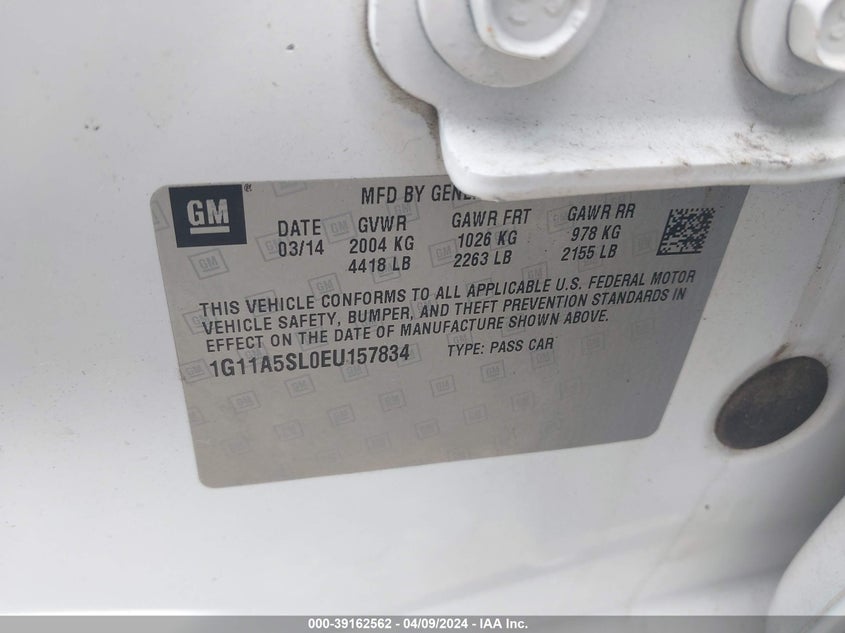 GM
MFD BY
DATE GVWR GAWR FRT GAWR RR
03/14 2004 KG 1026 KG 978 KG
4418 LB 2263 LB 2155 LB
THIS VEHICLE CONFORMS TO ALL APPLICABLE U.S. FEDERAL MOTOR
VEHICLE SAFETY, BUMPER, AND THEFT PREVENTION STANDARDS IN
EFFECT ON THE DATE OF MANUFACTURE SHOWN ABOVE.
1G11A5SL0EU157834 TYPE: PASS CAR
000-39162562 - 04/09/2024 - IAA Inc.